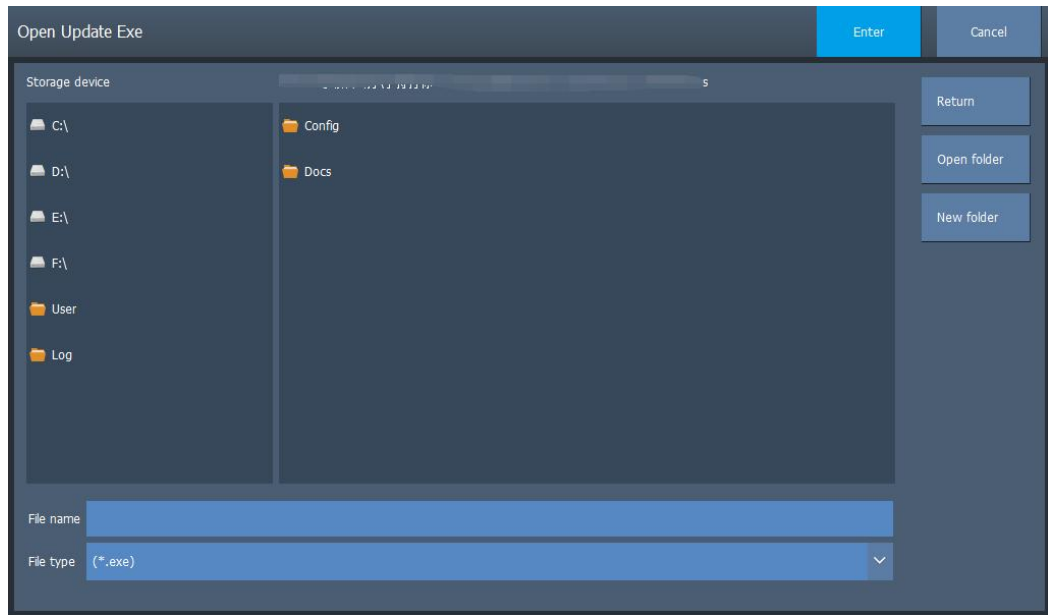 Open Update Exe
Enter
Cancel
Storage device
s
Return
C:\
Config
Open folder
D:\
Docs
E:\
New folder
F:\
User
Log
File name
File type
(*.exe)